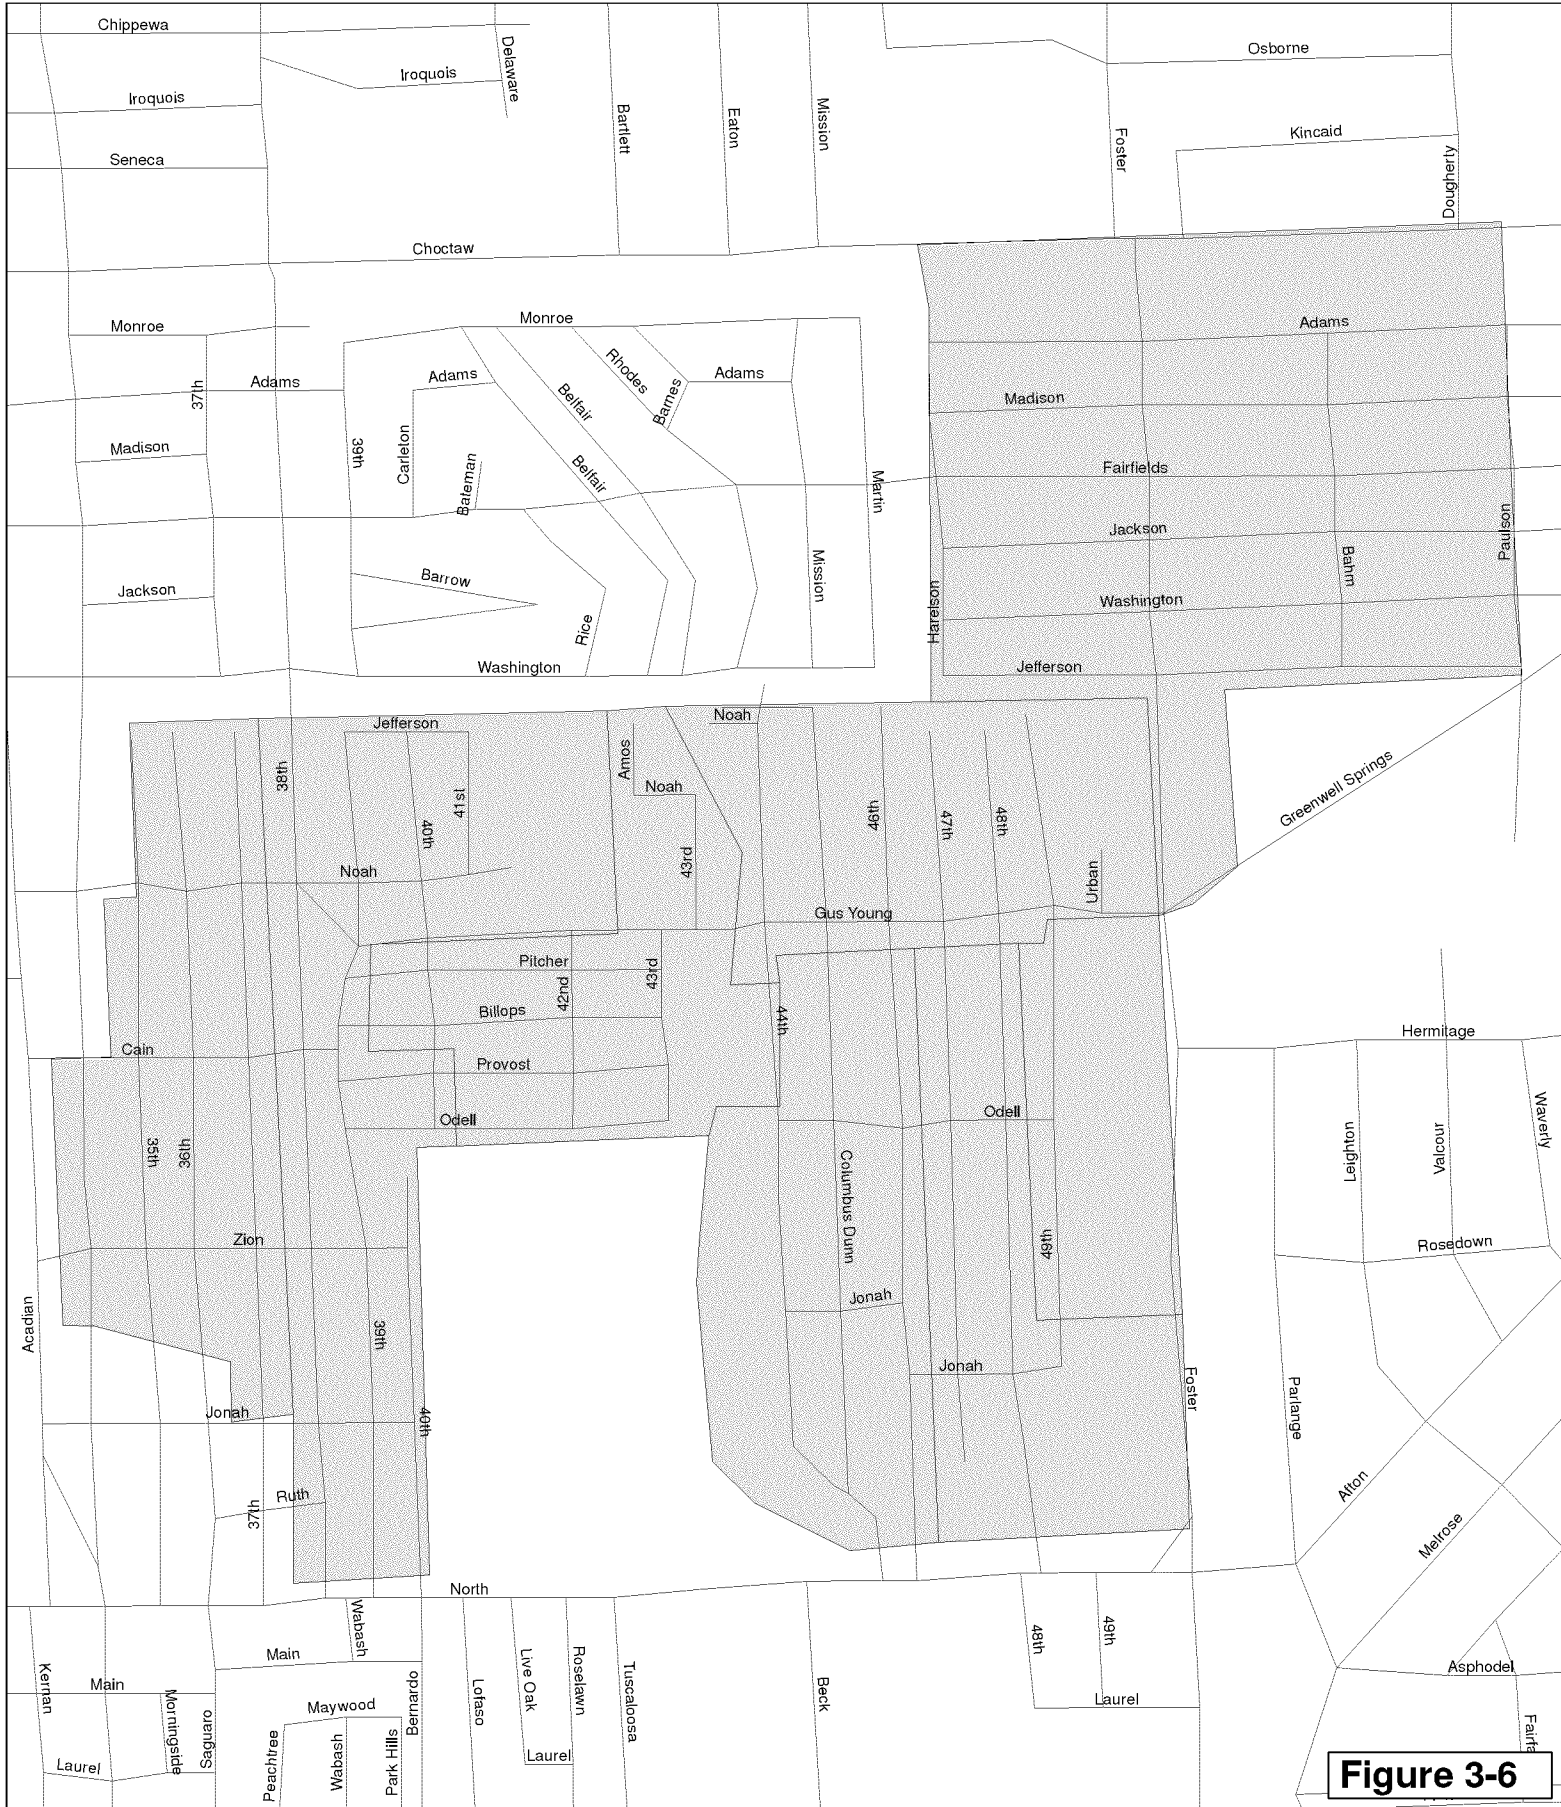 Chippewa
Delaware
Osborne
Iroquois
Iroquois
Bartlett
Eaton
Mission
Foster
Kincaid
Seneca
Dougherty
Choctaw
Monroe
Monroe
Adams
37th
Adams
Adams
Rhodes
Barnes
Adams
Belfair
Madison
Madison
39th
Carleton
Bateman
Belfair
Martin
Fairfields
Jackson
Paulson
Bahm
Jackson
Barrow
Mission
Washington
Harelson
Rice
Washington
Jefferson
Jefferson
Noah
Amos
38th
Noah
Greenwell Springs
41st
40th
46th
47th
48th
Noah
43rd
Urban
Gus Young
Pitcher
42nd
43rd
Billops
44th
Hermitage
Cain
Provost
Odell
Odell
Waverly
35th
36th
Columbus Dunn
Leighton
Valcour
Zion
49th
Rosedown
Jonah
Acadian
39th
Jonah
Foster
Parlange
Jonah
40th
Ruth
37th
Afton
Melrose
North
Wabash
48th
49th
Main
Kernan
Main
Morningside
Saguaro
Maywood
Bernardo
Lofaso
Live Oak
Roselawn
Tuscaloosa
Beck
Laurel
Asphodel
Laurel
Peachtree
Wabash
Park Hills
Laurel
Fairfa
Figure 3-6